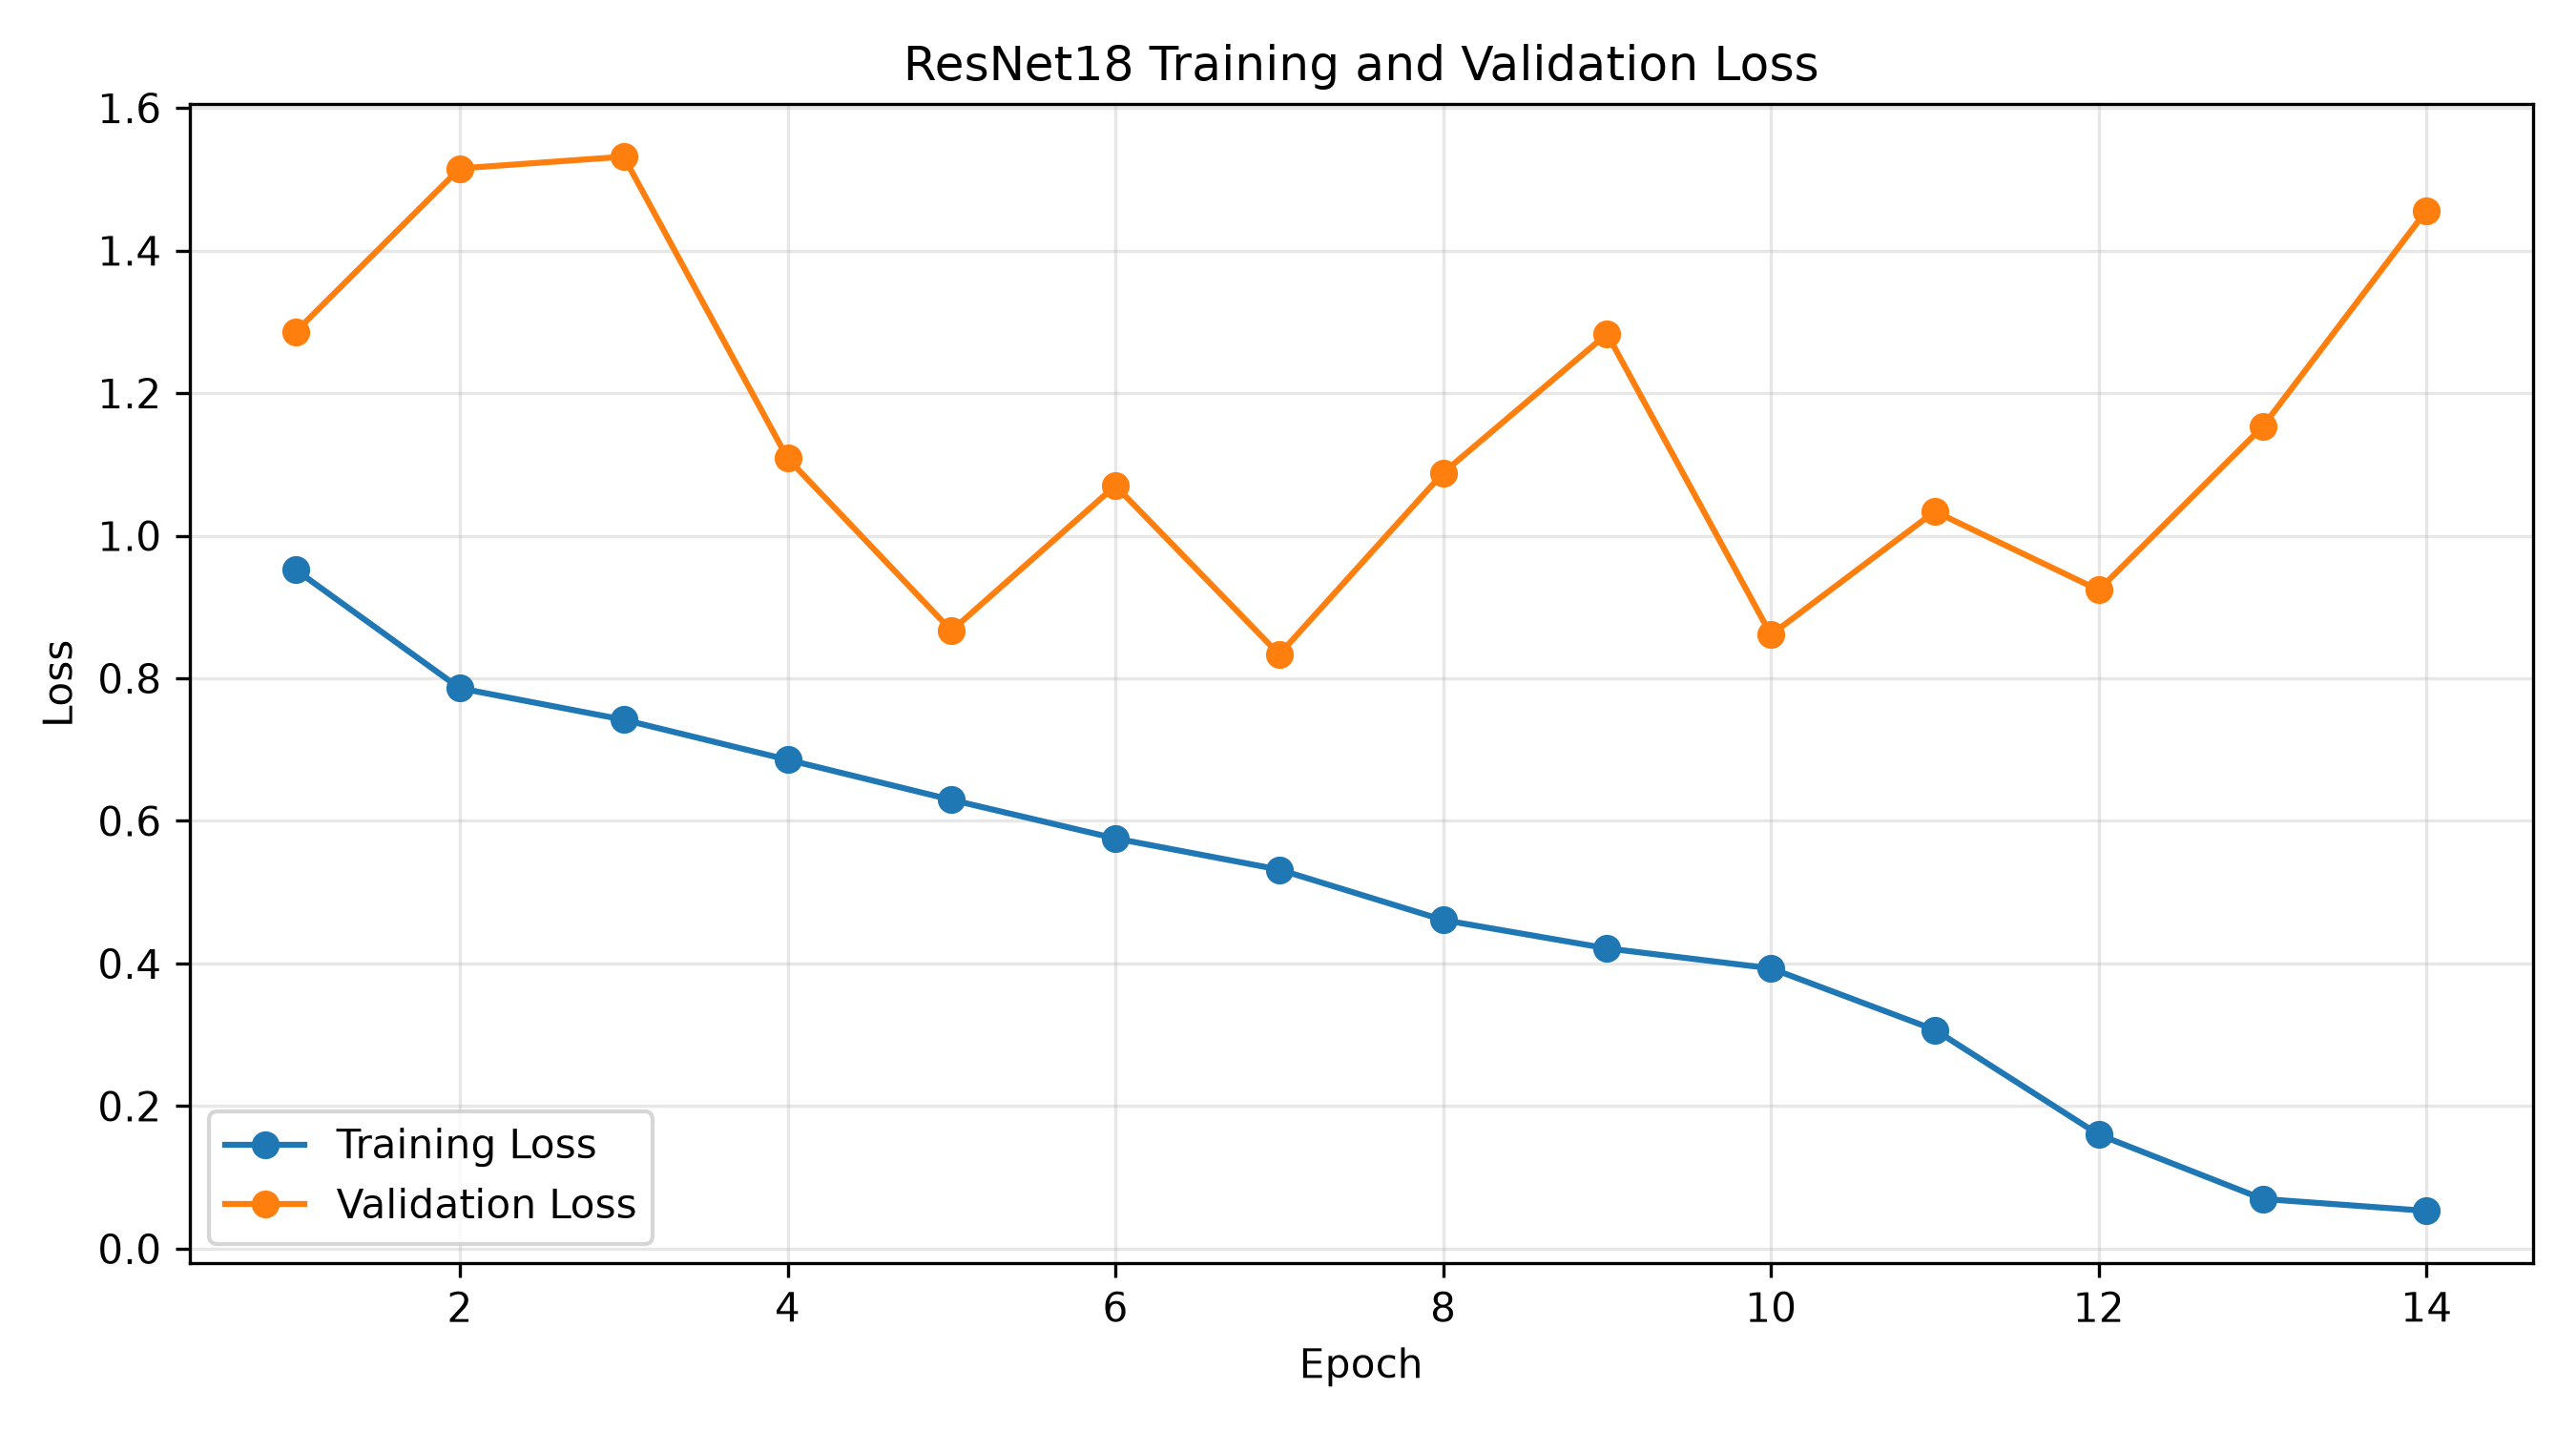 ResNet18 Training and Validation Loss
1.6
1.4
1.2
1.0
0.8
0.6
0.4
0.2
0.0
Loss
Training Loss
Validation Loss
2 4 6 8 10 12 14
Epoch